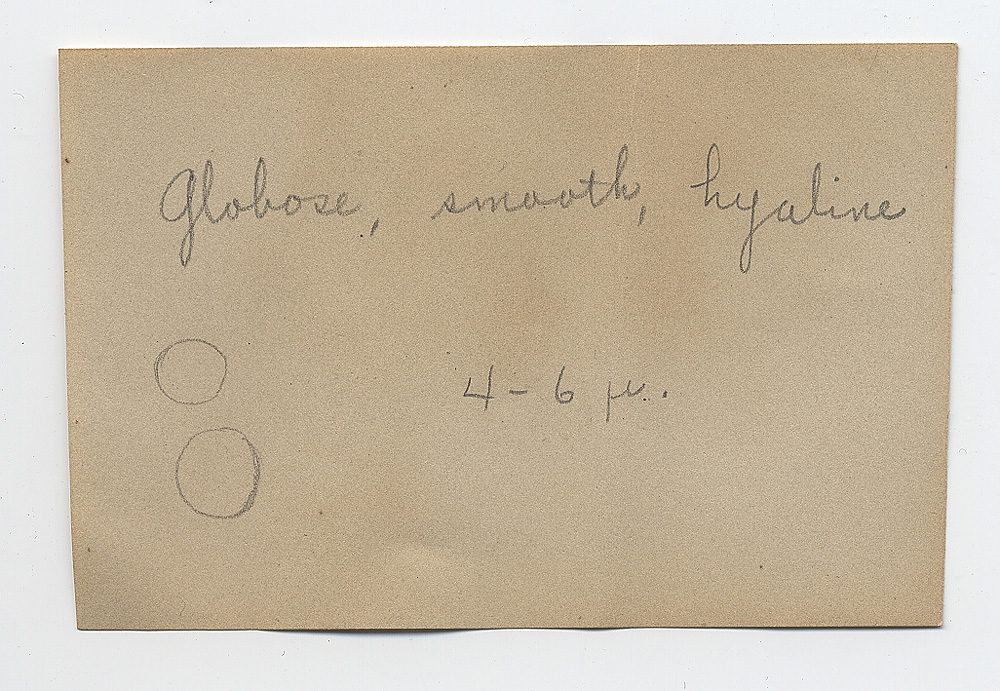 Globose, smooth, hyaline
4-6 µ.